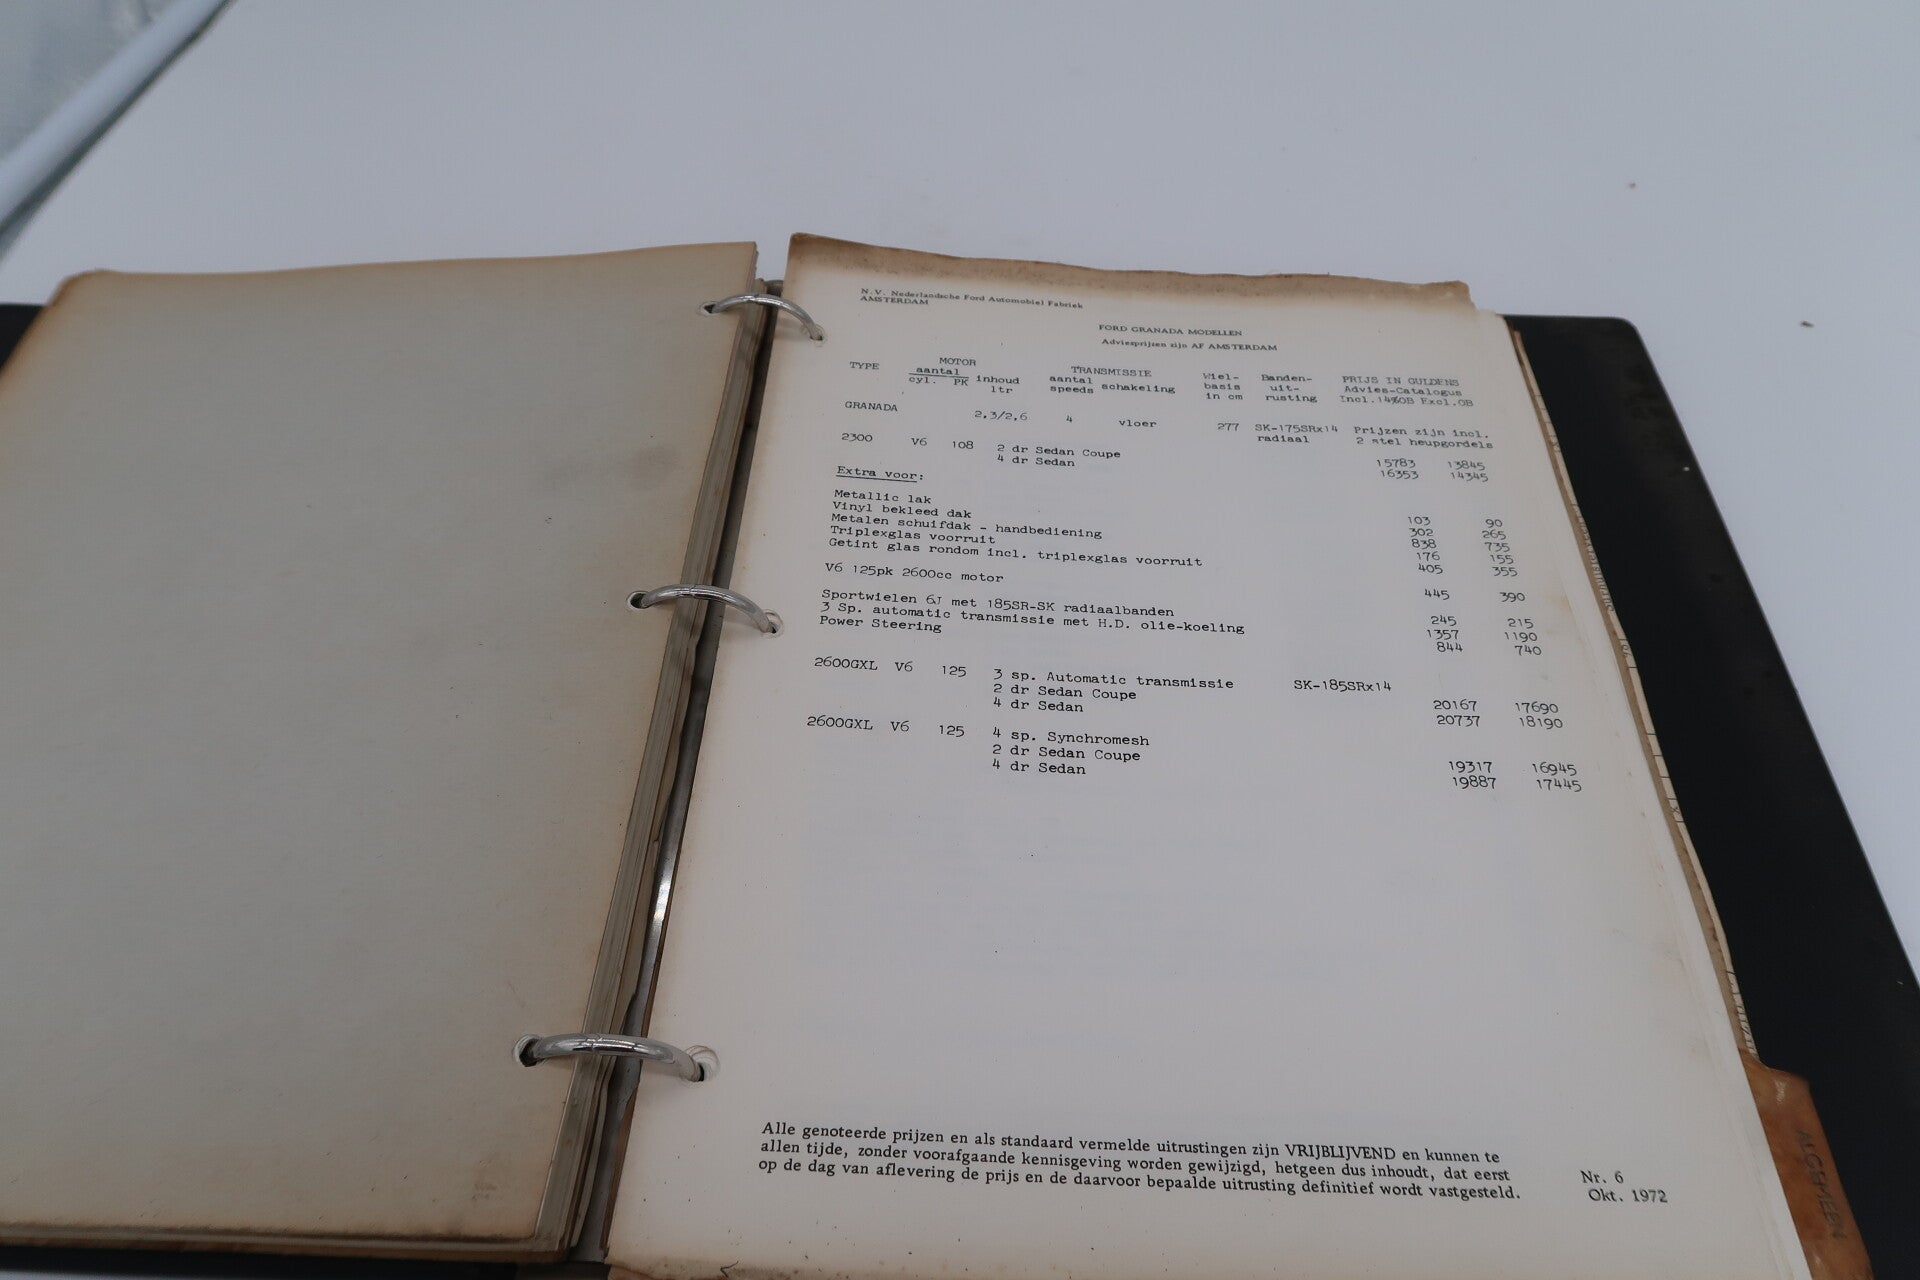 N.V. Nederlandsche Ford Automobiel Fabriek
AMSTERDAM
FORD GRANADA MODELLEN
Adviesprijzen zijn AF AMSTERDAM
TYPE MOTOR TRANSMISSIE Wiel- Banden- PRIJS IN GULDENS
aantal inhoud aantal schakeling basis uit- Advies-Catalogus
cyl. PK ltr speeds in cm rusting Incl.14%OB Excl.OB
GRANADA 2,3/2,6 4 vloer 277 SK-175SRx14 Prijzen zijn incl.
radiaal 2 stel heupgordels
2300 V6 108 2 dr Sedan Coupe 15783 13845
4 dr Sedan 16353 14345
Extra voor:
Metallic lak 103 90
Vinyl bekleed dak 302 265
Metalen schuifdak - handbediening 838 735
Triplexglas voorruit 176 155
Getint glas rondom incl. triplexglas voorruit 405 355
V6 125pk 2600cc motor 445 390
Sportwielen 6J met 185SR-SK radiaalbanden 245 215
3 Sp. automatic transmissie met H.D. olie-koeling 1357 1190
Power Steering 844 740
2600GXL V6 125 3 sp. Automatic transmissie SK-185SRx14
2 dr Sedan Coupe 20167 17690
4 dr Sedan 20737 18190
2600GXL V6 125 4 sp. Synchromesh
2 dr Sedan Coupe 19317 16945
4 dr Sedan 19887 17445
Alle genoteerde prijzen en als standaard vermelde uitrustingen zijn VRIJBLIJVEND en kunnen te
allen tijde, zonder voorafgaande kennisgeving worden gewijzigd, hetgeen dus inhoudt, dat eerst
op de dag van aflevering de prijs en de daarvoor bepaalde uitrusting definitief wordt vastgesteld.
Nr. 6
Okt. 1972
ALGEMEEN